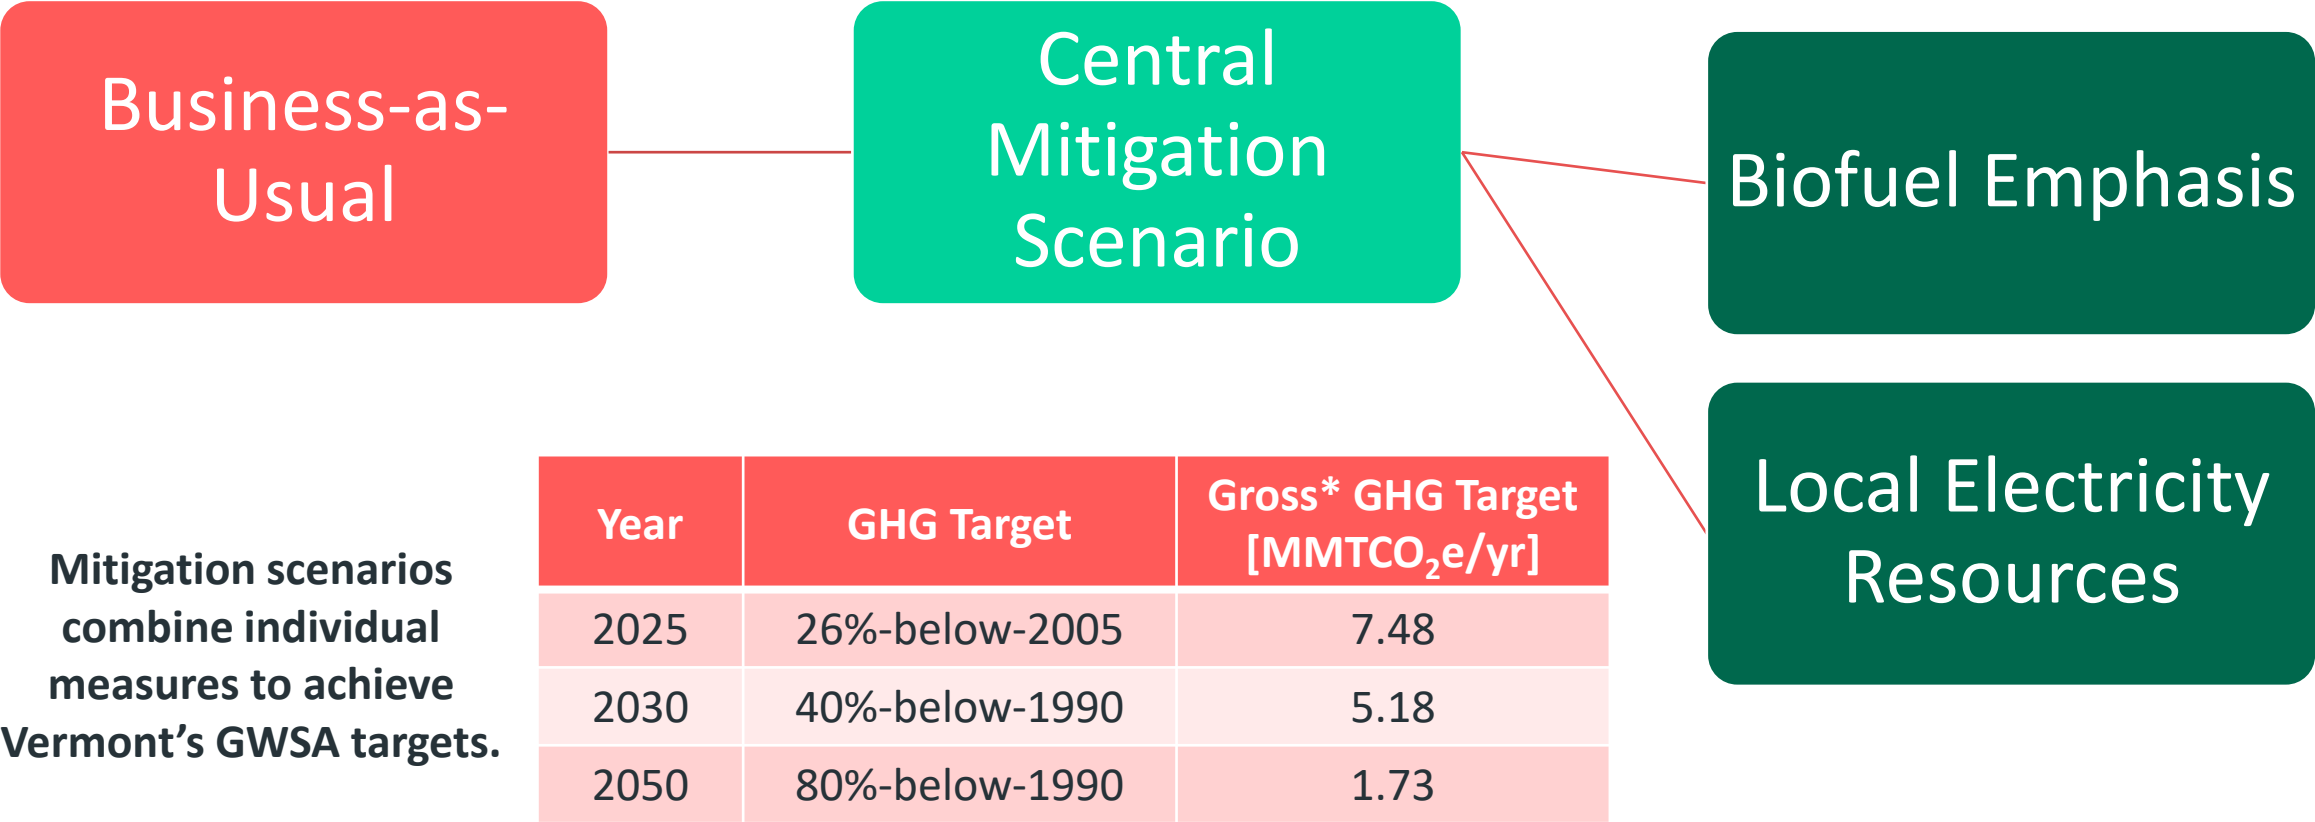 Business-as-
Usual
Central
Mitigation
Scenario
Biofuel Emphasis
Local Electricity
Resources
Mitigation scenarios
combine individual
measures to achieve
Vermont’s GWSA targets.
Year GHG Target Gross* GHG Target
[MMTCO₂e/yr]
2025 26%-below-2005 7.48
2030 40%-below-1990 5.18
2050 80%-below-1990 1.73